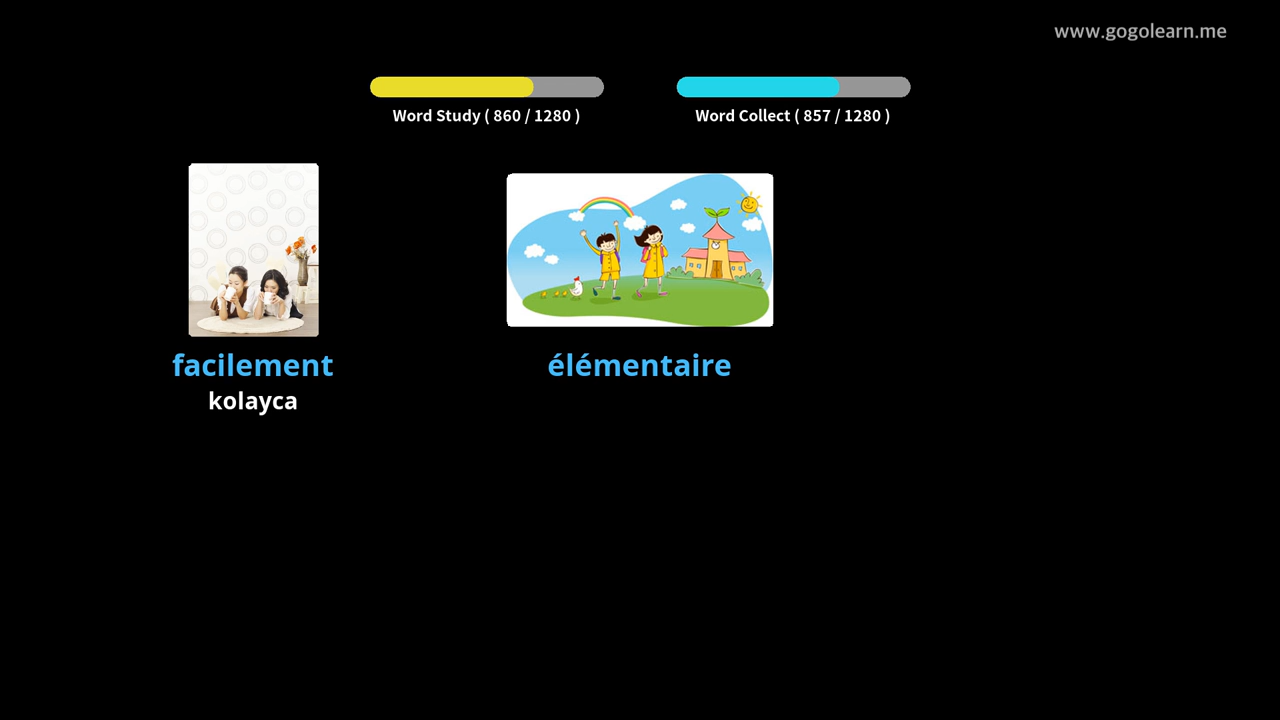 www.gogolearn.me
Word Study ( 860 / 1280 )
Word Collect ( 857 / 1280 )
facilement
kolayca
élémentaire